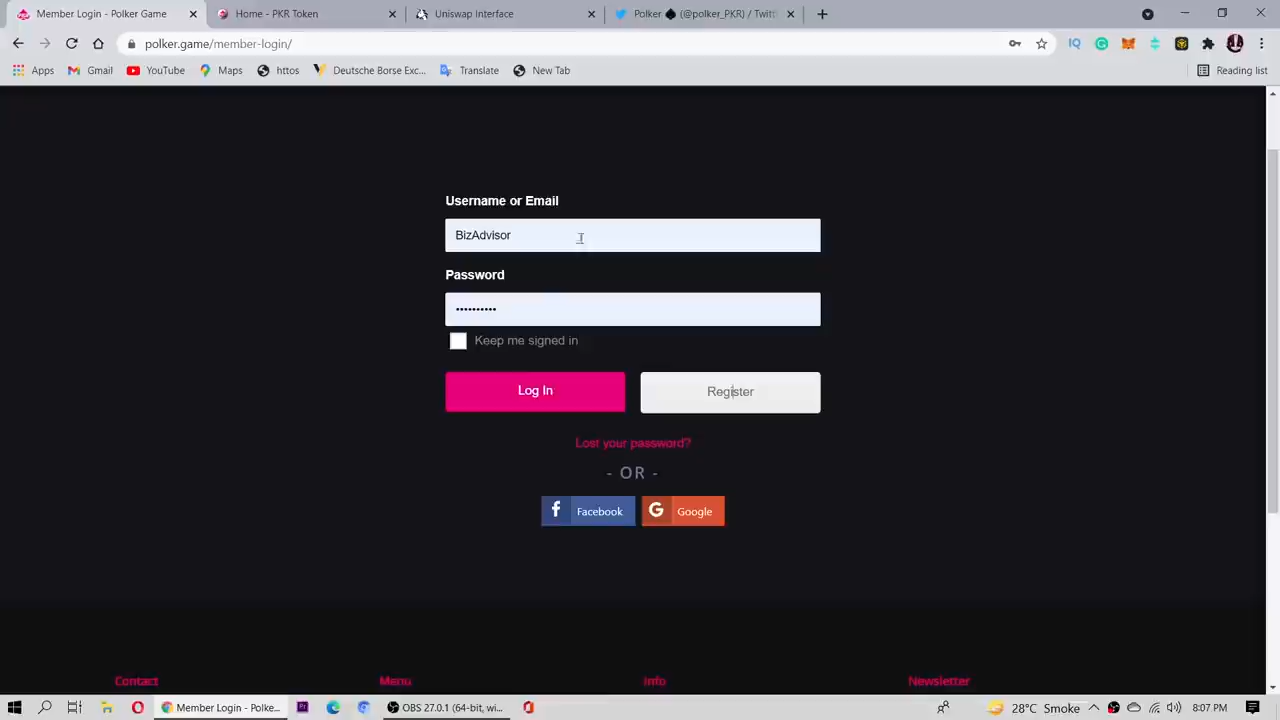 Member Login - Polker Game
Home - PKR Token
Uniswap Interface
Polker ♠ (@polker_PKR) / Twitt
polker.game/member-login/
Apps
Gmail
YouTube
Maps
httos
Deutsche Borse Exc...
Translate
New Tab
Reading list
Username or Email
BizAdvisor
Password
••••••••••
Keep me signed in
Log In
Register
Lost your password?
- OR -
Facebook
Google
Contact
Menu
Info
Newsletter
Member Login - Polke...
OBS 27.0.1 (64-bit, wi...
28°C Smoke
8:07 PM